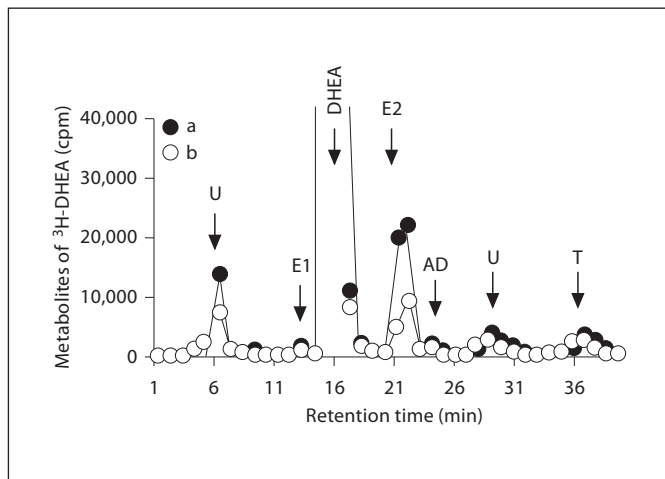 Metabolites of ³H-DHEA (cpm)
40,000
30,000
20,000
10,000
0
a
b
U
E1
DHEA
E2
AD
U
T
1 6 11 16 21 26 31 36
Retention time (min)